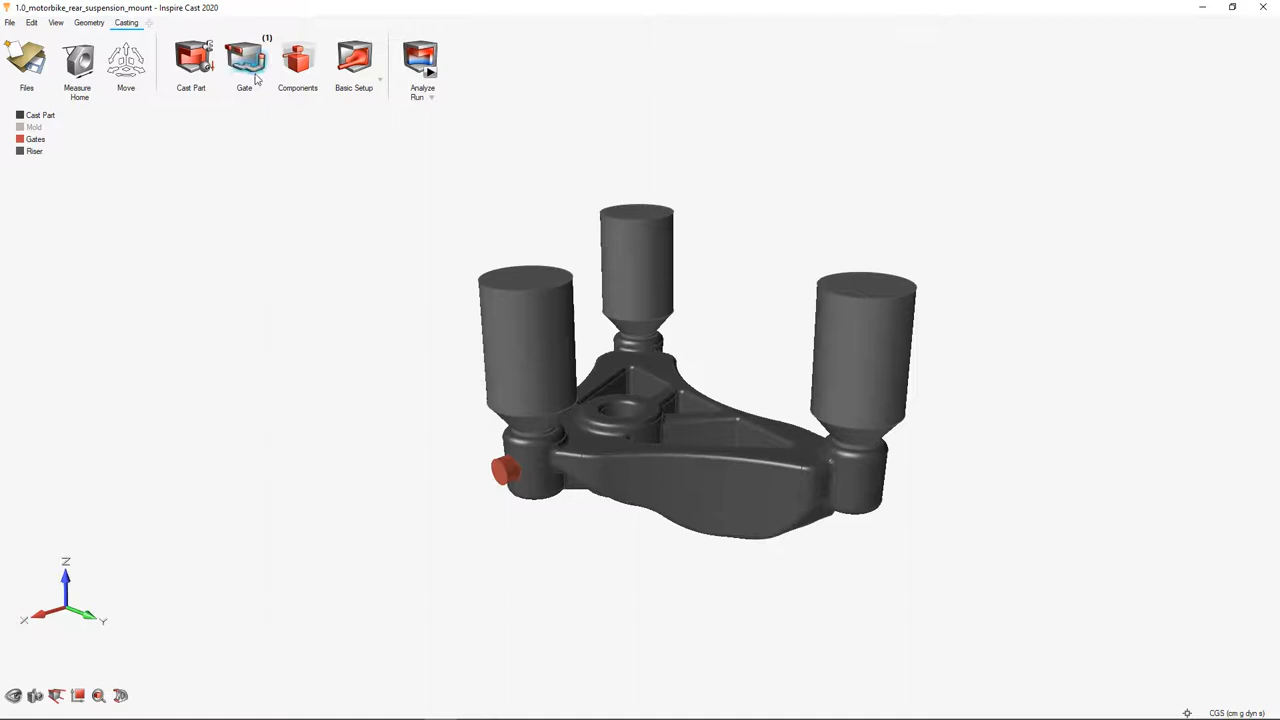 1.0_motorbike_rear_suspension_mount - Inspire Cast 2020
File Edit View Geometry Casting
(1)
Files Measure Home Move Cast Part Gate Components Basic Setup Analyze Run
Cast Part
Mold
Gates
Riser
Z
X Y
CGS (cm g dyn s)